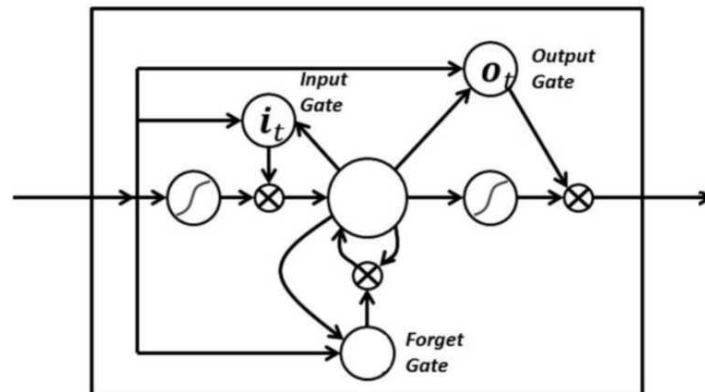 Output
Gate
o_t
Input
Gate
i_t
Forget
Gate